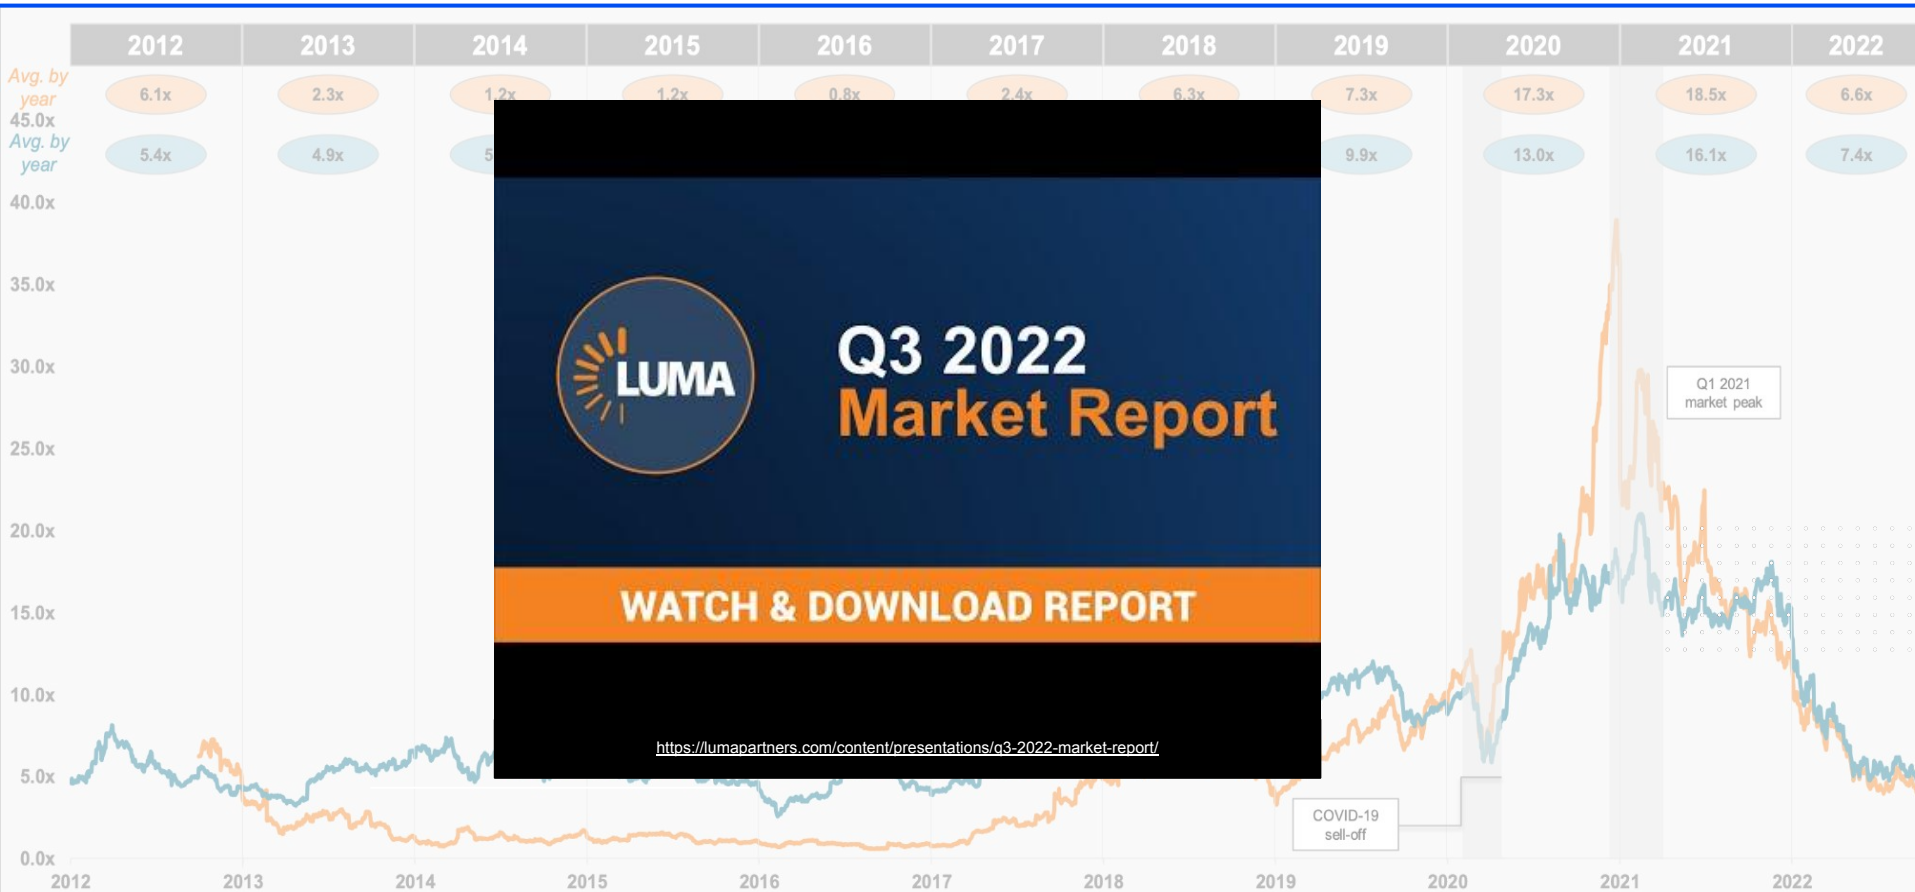 2012 2013 2014 2015 2016 2017 2018 2019 2020 2021 2022
Avg. by
year
6.1x 2.3x 1.2x 1.2x 0.8x 2.4x 6.3x 7.3x 17.3x 18.5x 6.6x
45.0x
Avg. by
year
5.4x 4.9x 5 9.9x 13.0x 16.1x 7.4x
40.0x
35.0x
30.0x
25.0x
20.0x
15.0x
10.0x
5.0x
0.0x
LUMA
Q3 2022
Market Report
WATCH & DOWNLOAD REPORT
https://lumapartners.com/content/presentations/q3-2022-market-report/
Q1 2021
market peak
COVID-19
sell-off
2012 2013 2014 2015 2016 2017 2018 2019 2020 2021 2022